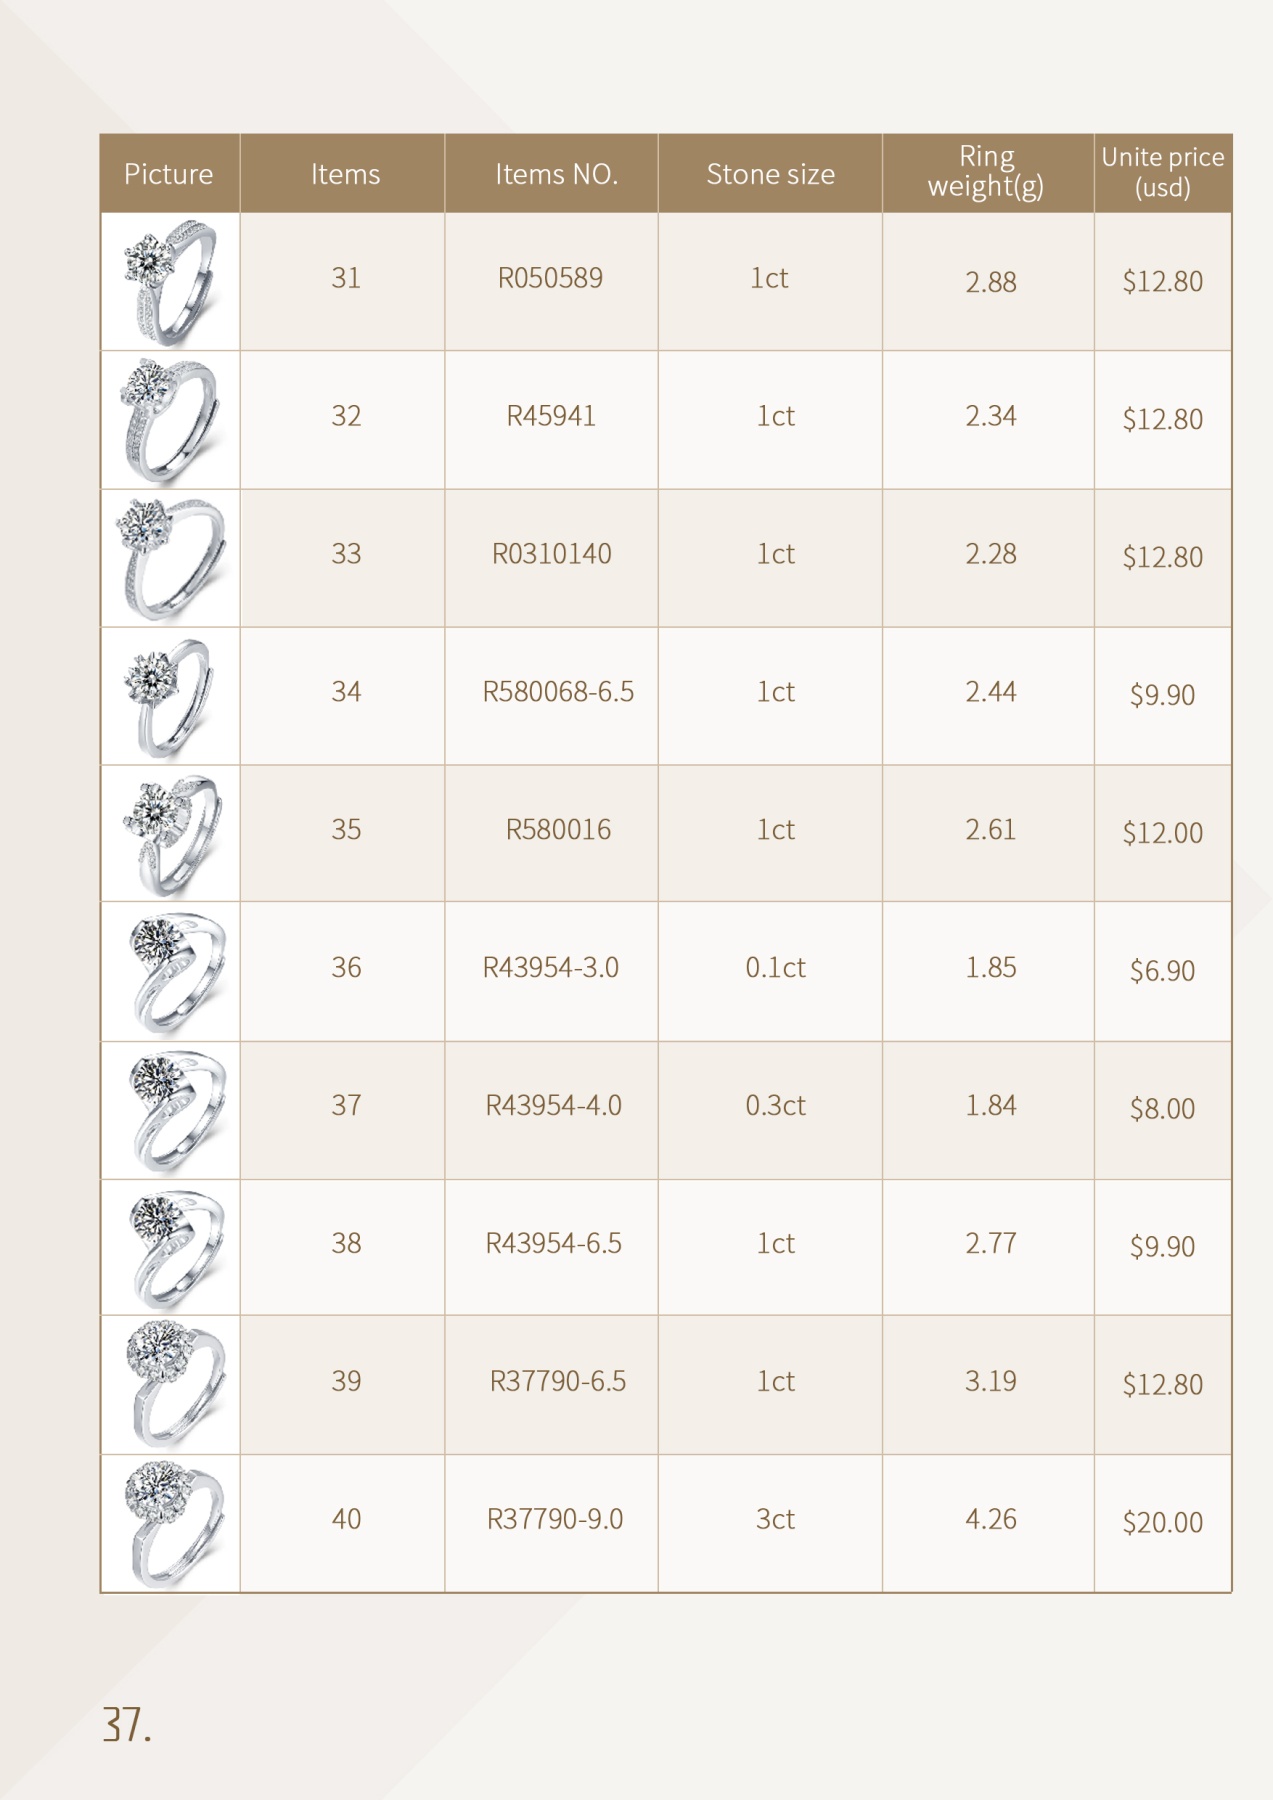 Picture Items Items NO. Stone size Ring weight(g) Unite price (usd)
31 R050589 1ct 2.88 $12.80
32 R45941 1ct 2.34 $12.80
33 R0310140 1ct 2.28 $12.80
34 R580068-6.5 1ct 2.44 $9.90
35 R580016 1ct 2.61 $12.00
36 R43954-3.0 0.1ct 1.85 $6.90
37 R43954-4.0 0.3ct 1.84 $8.00
38 R43954-6.5 1ct 2.77 $9.90
39 R37790-6.5 1ct 3.19 $12.80
40 R37790-9.0 3ct 4.26 $20.00
37.